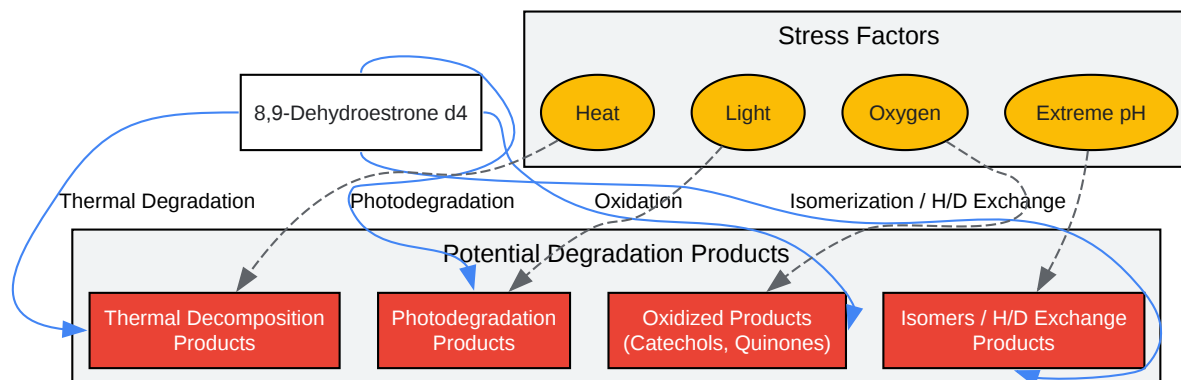 Stress Factors
8,9-Dehydroestrone d4
Heat
Light
Oxygen
Extreme pH
Thermal Degradation
Photodegradation
Oxidation
Isomerization / H/D Exchange
Potential Degradation Products
Thermal Decomposition
Products
Photodegradation
Products
Oxidized Products
(Catechols, Quinones)
Isomers / H/D Exchange
Products